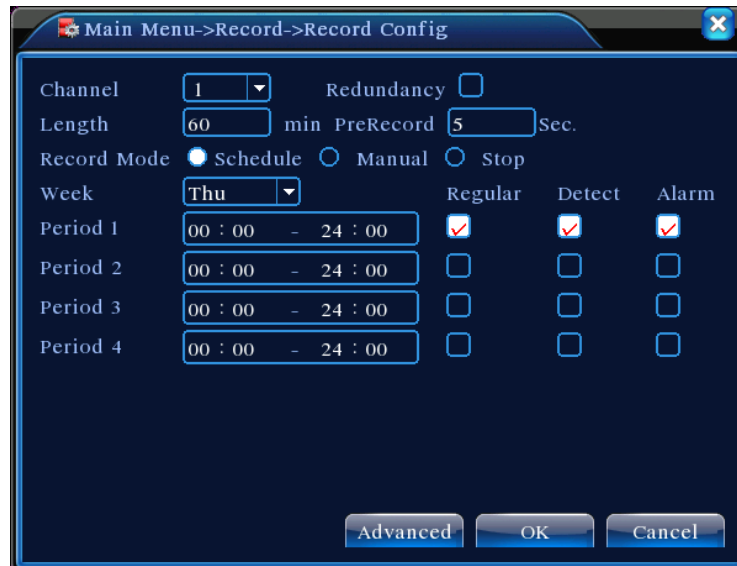 Main Menu->Record->Record Config
Channel 1 Redundancy
Length 60 min PreRecord 5 Sec.
Record Mode Schedule Manual Stop
Week Thu Regular Detect Alarm
Period 1 00 : 00 - 24 : 00
Period 2 00 : 00 - 24 : 00
Period 3 00 : 00 - 24 : 00
Period 4 00 : 00 - 24 : 00
Advanced OK Cancel